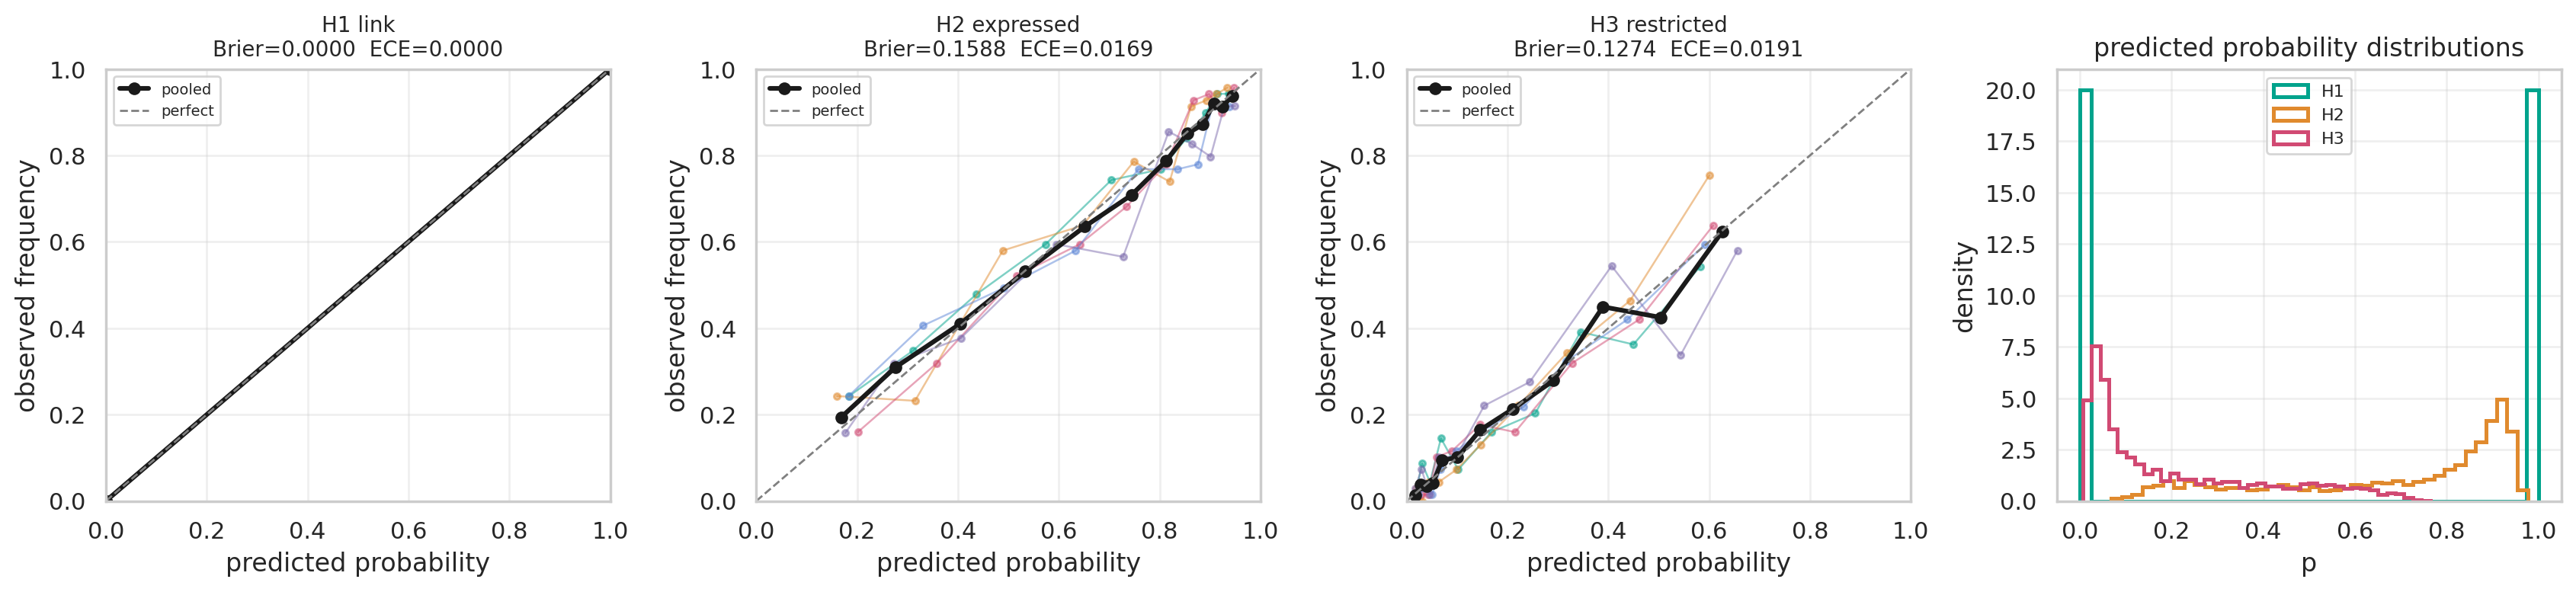 H1 link
Brier=0.0000  ECE=0.0000
observed frequency
1.0
0.8
0.6
0.4
0.2
0.0
pooled
perfect
0.0 0.2 0.4 0.6 0.8 1.0
predicted probability
H2 expressed
Brier=0.1588  ECE=0.0169
observed frequency
1.0
0.8
0.6
0.4
0.2
0.0
pooled
perfect
0.0 0.2 0.4 0.6 0.8 1.0
predicted probability
H3 restricted
Brier=0.1274  ECE=0.0191
observed frequency
1.0
0.8
0.6
0.4
0.2
0.0
pooled
perfect
0.0 0.2 0.4 0.6 0.8 1.0
predicted probability
predicted probability distributions
density
20.0
17.5
15.0
12.5
10.0
7.5
5.0
2.5
0.0
H1
H2
H3
0.0 0.2 0.4 0.6 0.8 1.0
p